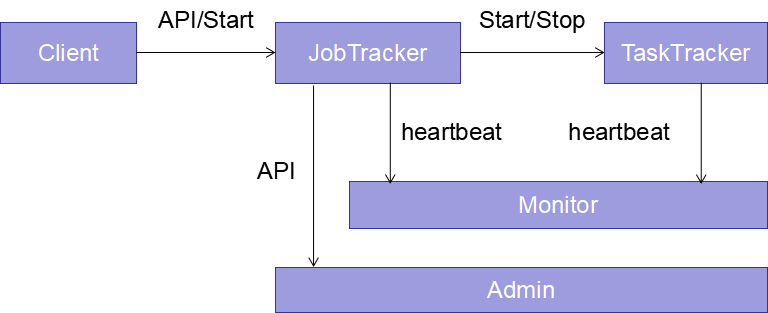 API/Start
Start/Stop
Client
JobTracker
TaskTracker
heartbeat
heartbeat
API
Monitor
Admin